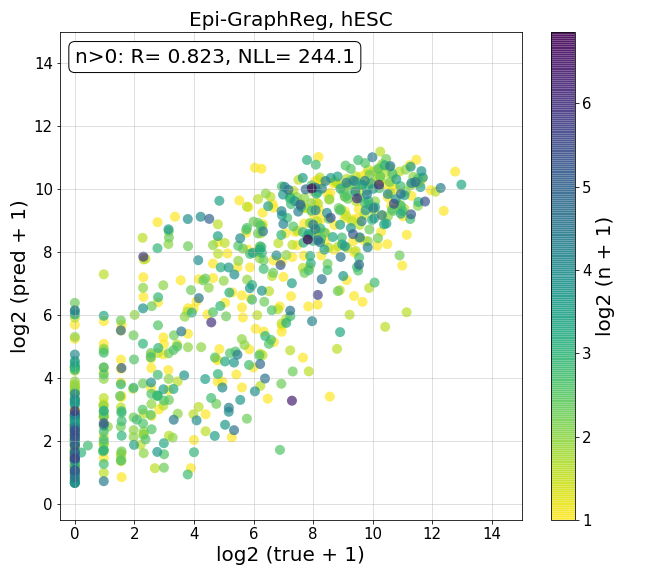 Epi-GraphReg, hESC
n>0: R= 0.823, NLL= 244.1
14
12
10
8
6
4
2
0
log2 (pred + 1)
0 2 4 6 8 10 12 14
log2 (true + 1)
6
5
4
3
2
1
log2 (n + 1)